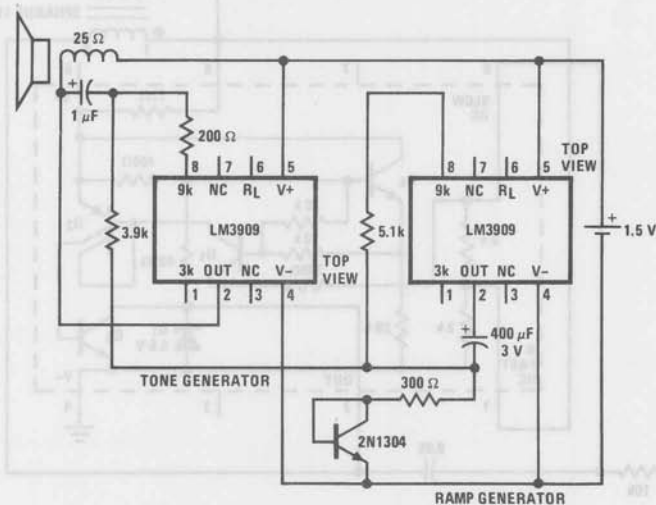 25 Ω
+
1 μF
200 Ω
8 7 6 5
9k NC RL V+
LM3909
3k OUT NC V−
1 2 3 4
TOP
VIEW
3.9k
5.1k
8 7 6 5
9k NC RL V+
LM3909
3k OUT NC V−
1 2 3 4
TOP
VIEW
+
1.5 V
+
400 μF
3 V
TONE GENERATOR
300 Ω
2N1304
RAMP GENERATOR